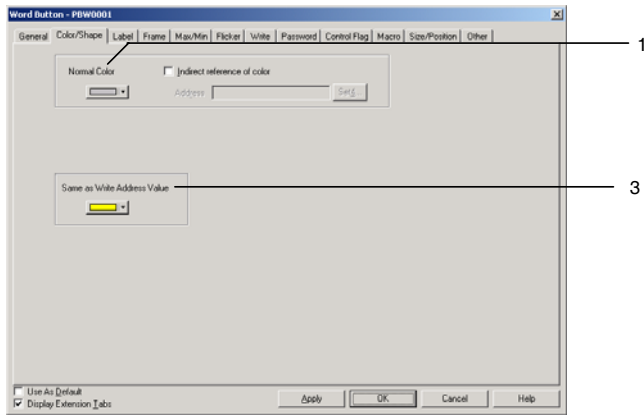 Word Button - PBW0001
General Color/Shape Label Frame Max/Min Flicker Write Password Control Flag Macro Size/Position Other
1
Normal Color Indirect reference of color
Address Set&
Same as Write Address Value
3
Use As Default
Display Extension Tabs
Apply OK Cancel Help